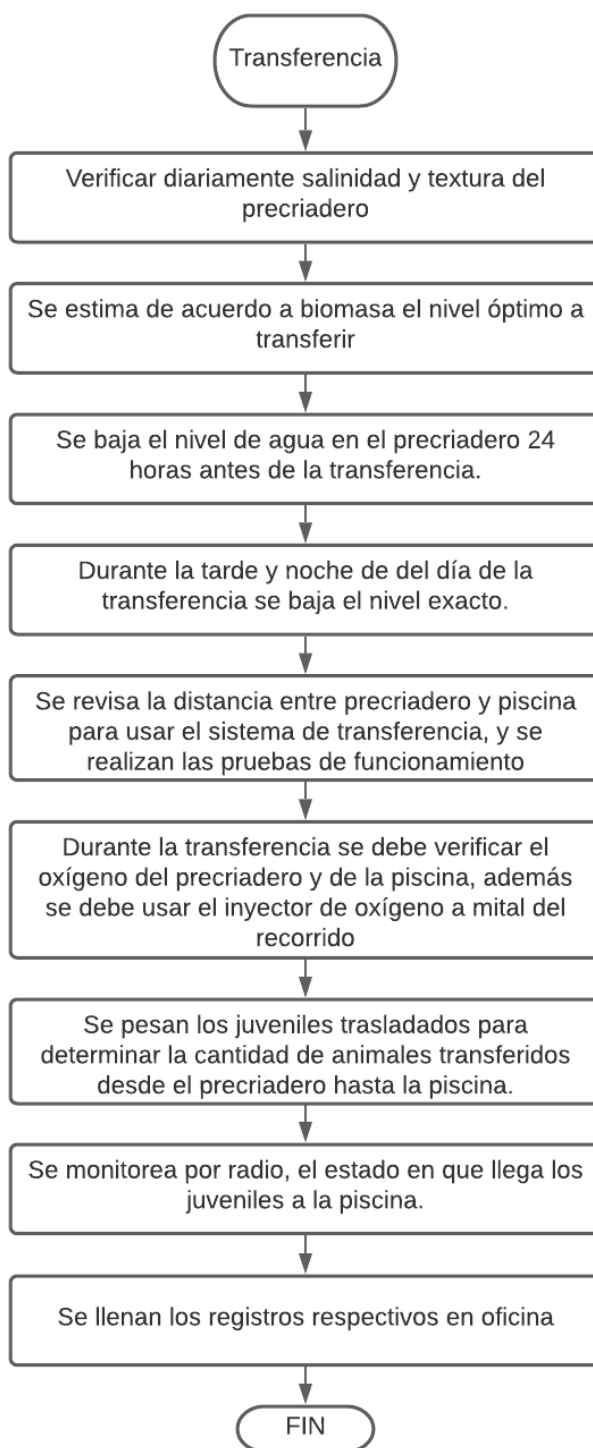 Transferencia
Verificar diariamente salinidad y textura del
precriadero
Se estima de acuerdo a biomasa el nivel óptimo a
transferir
Se baja el nivel de agua en el precriadero 24
horas antes de la transferencia.
Durante la tarde y noche de del día de la
transferencia se baja el nivel exacto.
Se revisa la distancia entre precriadero y piscina
para usar el sistema de transferencia, y se
realizan las pruebas de funcionamiento
Durante la transferencia se debe verificar el
oxígeno del precriadero y de la piscina, además
se debe usar el inyector de oxígeno a mital del
recorrido
Se pesan los juveniles trasladados para
determinar la cantidad de animales transferidos
desde el precriadero hasta la piscina.
Se monitorea por radio, el estado en que llega los
juveniles a la piscina.
Se llenan los registros respectivos en oficina
FIN